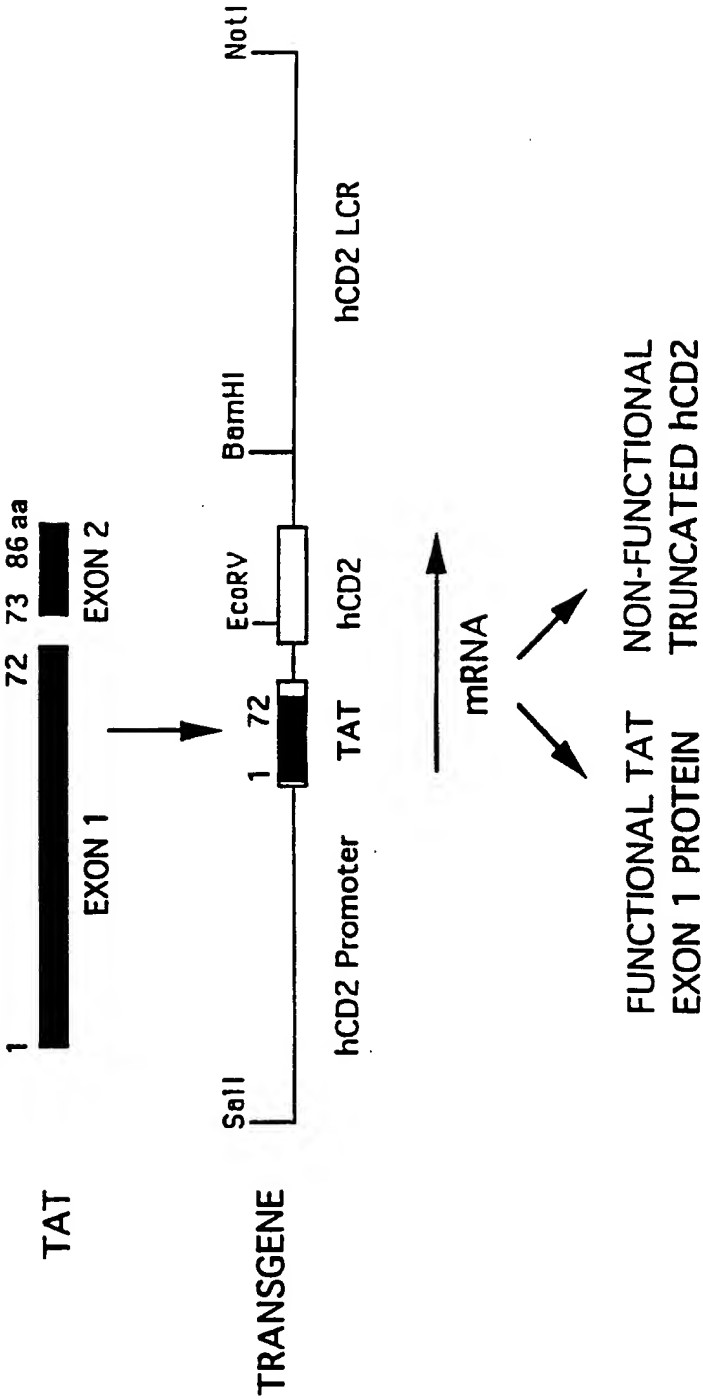 TAT
1 72 73 86 aa
EXON 1 EXON 2
TRANSGENE
SalI EcoRV BamHI NotI
1 72
hCD2 Promoter TAT hCD2 hCD2 LCR
mRNA
FUNCTIONAL TAT
EXON 1 PROTEIN
NON-FUNCTIONAL
TRUNCATED hCD2